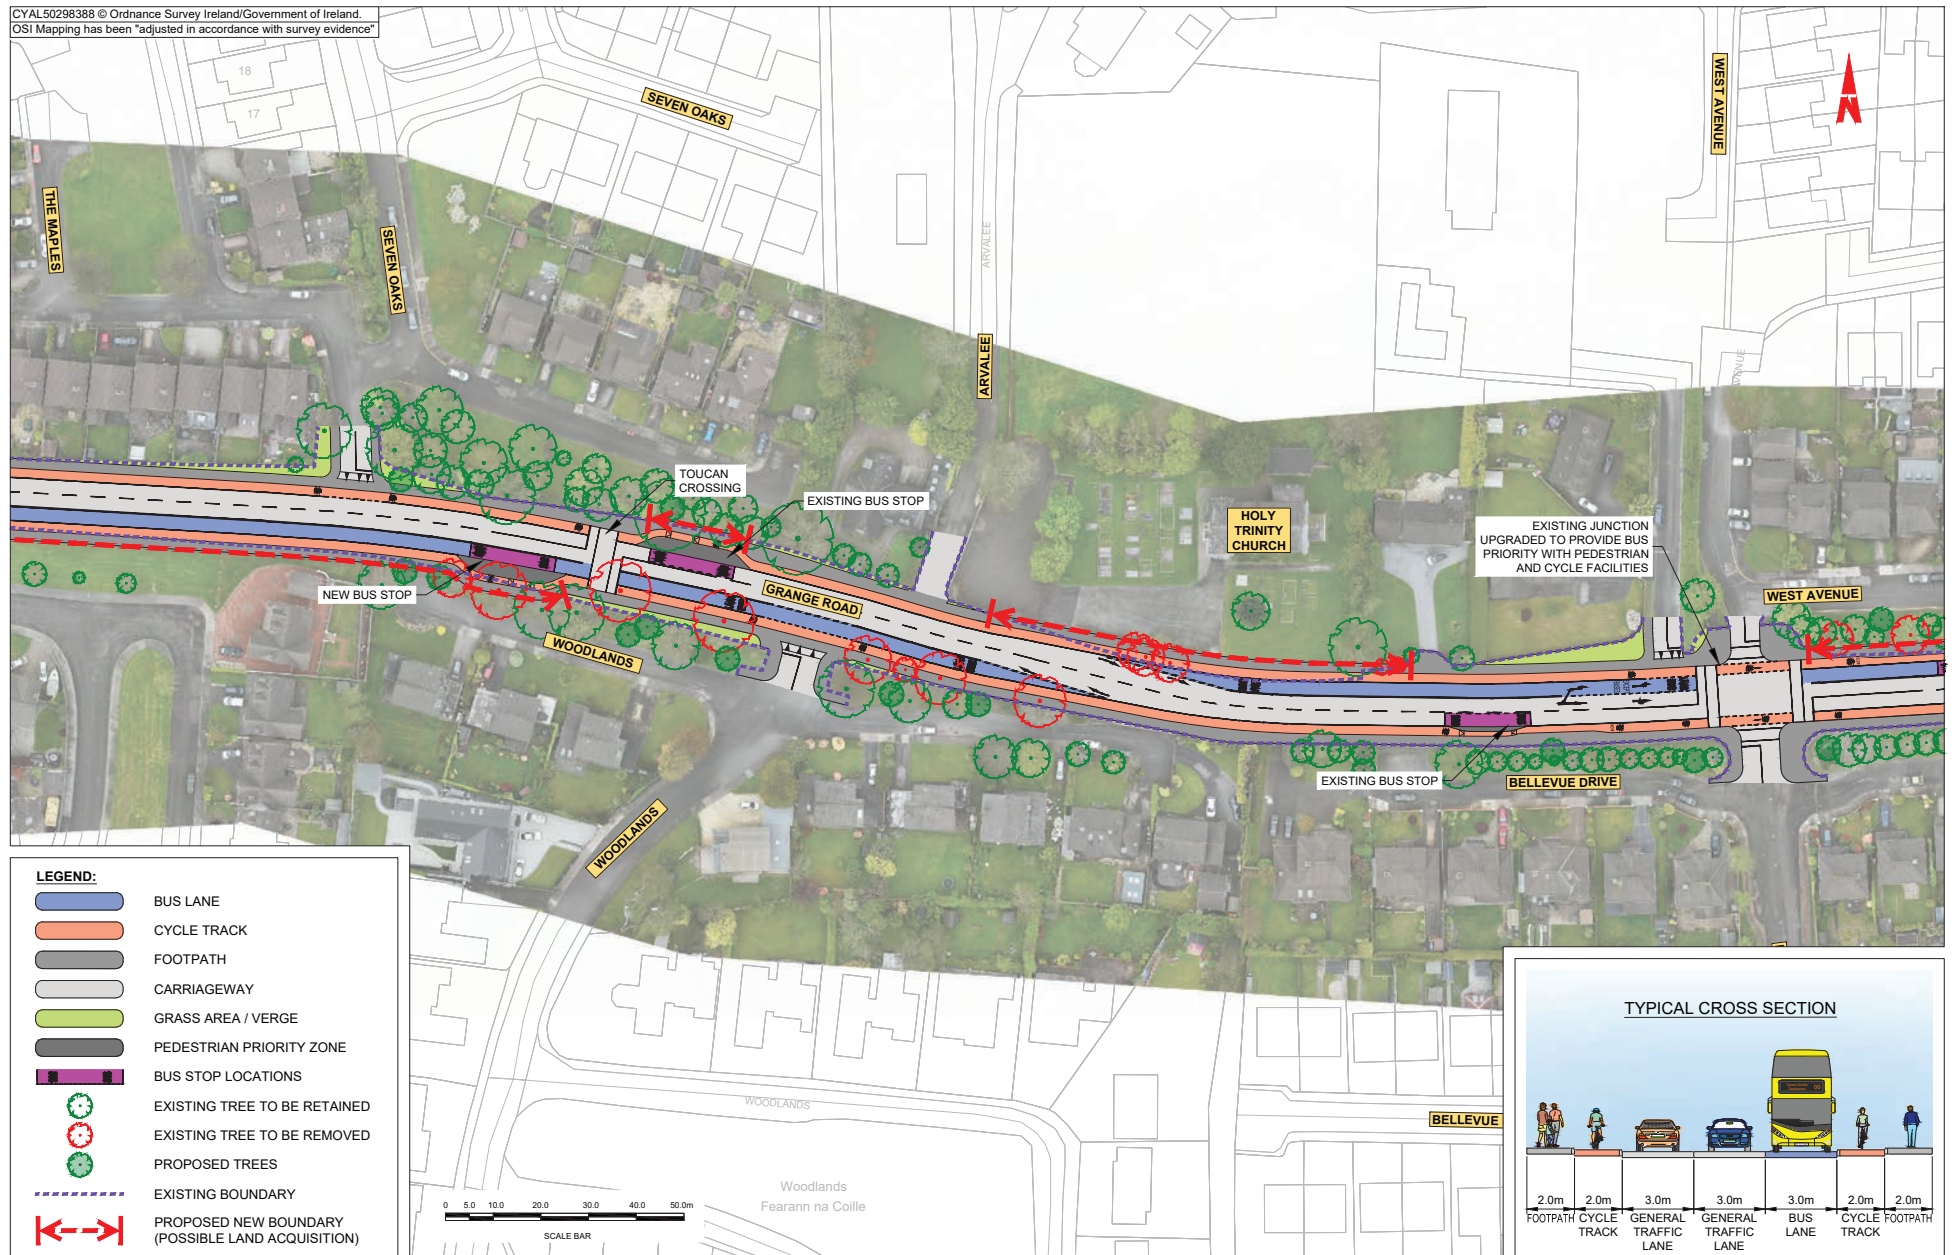 CYAL50298388 © Ordnance Survey Ireland/Government of Ireland.
OSI Mapping has been "adjusted in accordance with survey evidence"
18
17
SEVEN OAKS
WEST AVENUE
N
THE MAPLES
SEVEN OAKS
ARVALEE
ARVALEE
AVENUE
TOUCAN
CROSSING
EXISTING BUS STOP
HOLY
TRINITY
CHURCH
EXISTING JUNCTION
UPGRADED TO PROVIDE BUS
PRIORITY WITH PEDESTRIAN
AND CYCLE FACILITIES
NEW BUS STOP
GRANGE ROAD
WEST AVENUE
WOODLANDS
EXISTING BUS STOP
BELLEVUE DRIVE
WOODLANDS
LEGEND:
BUS LANE
CYCLE TRACK
FOOTPATH
CARRIAGEWAY
GRASS AREA / VERGE
PEDESTRIAN PRIORITY ZONE
BUS STOP LOCATIONS
EXISTING TREE TO BE RETAINED
EXISTING TREE TO BE REMOVED
PROPOSED TREES
EXISTING BOUNDARY
PROPOSED NEW BOUNDARY
(POSSIBLE LAND ACQUISITION)
WOODLANDS
BELLEVUE
Woodlands
Fearann na Coille
0 5.0 10.0 20.0 30.0 40.0 50.0m
SCALE BAR
TYPICAL CROSS SECTION
2.0m 2.0m 3.0m 3.0m 3.0m 2.0m 2.0m
FOOTPATH CYCLE GENERAL GENERAL BUS CYCLE FOOTPATH
TRACK TRAFFIC TRAFFIC LANE TRACK
LANE LANE